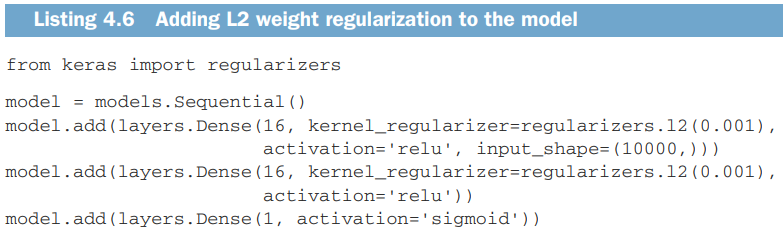 Listing 4.6 Adding L2 weight regularization to the model
from keras import regularizers
model = models.Sequential()
model.add(layers.Dense(16, kernel_regularizer=regularizers.l2(0.001),
activation='relu', input_shape=(10000,)))
model.add(layers.Dense(16, kernel_regularizer=regularizers.l2(0.001),
activation='relu'))
model.add(layers.Dense(1, activation='sigmoid'))